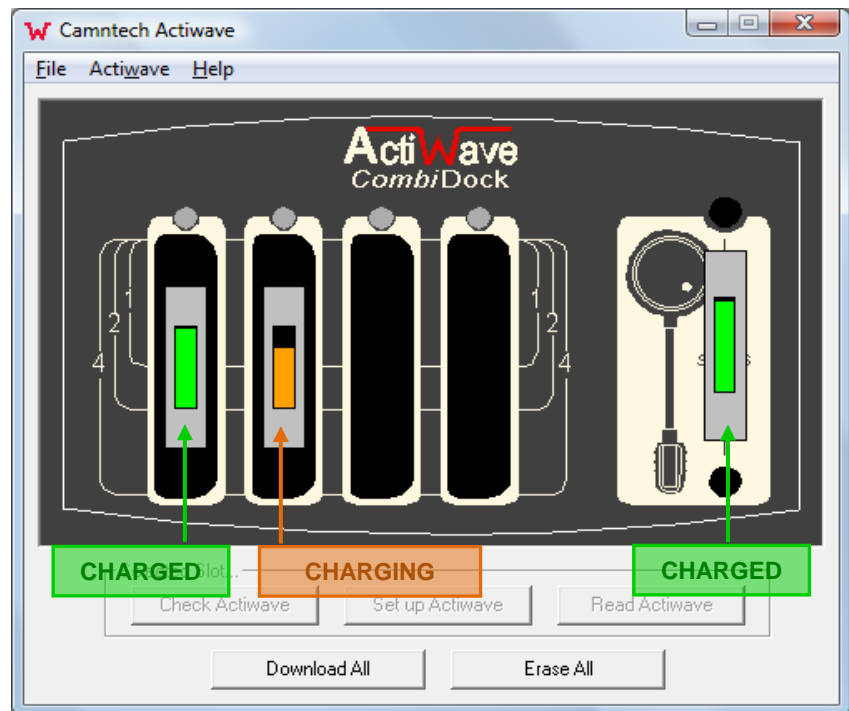 Camntech Actiwave
File Actiwave Help
ActiWave
CombiDock
1 1
2 2
4 4
CHARGED CHARGING CHARGED
Slot...
Check Actiwave Set up Actiwave Read Actiwave
Download All Erase All